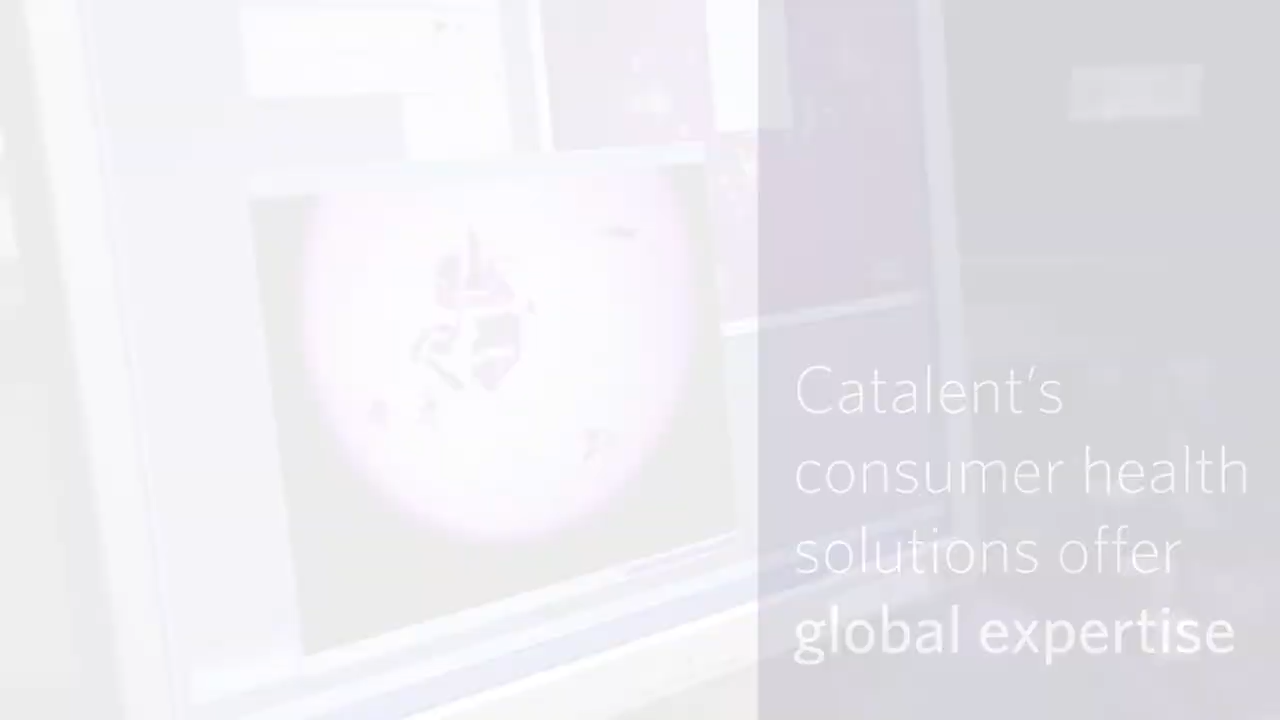 Catalent’s
consumer health
solutions offer
global expertise